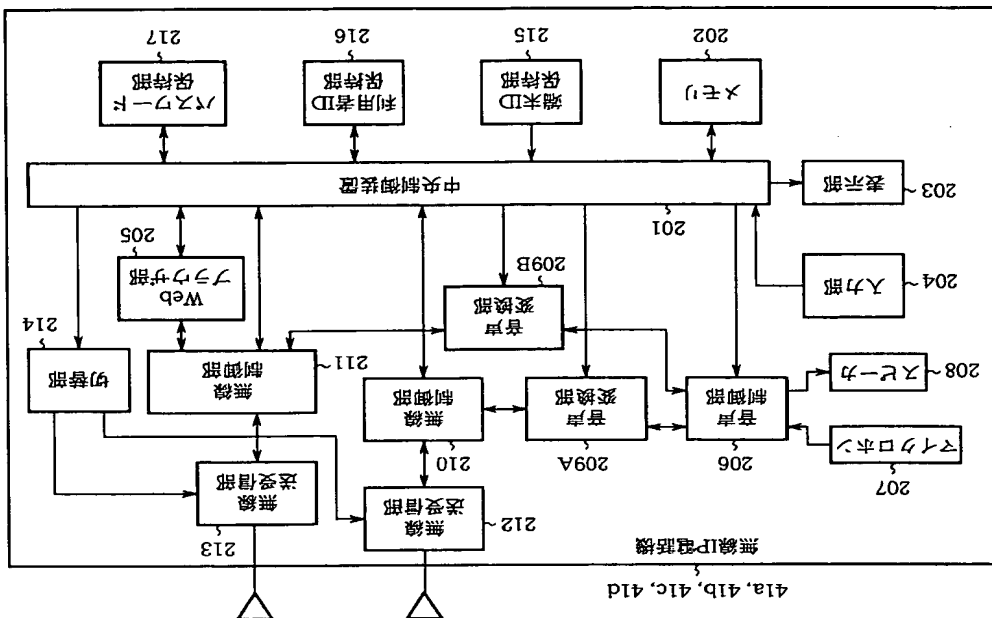 41a, 41b, 41c, 41d
無線IP電話機
212
無線
送受信部
213
無線
送受信部
207
マイクロホン
208
スピーカ
206
音声
制御部
209A
音声
変換部
210
無線
制御部
211
無線
制御部
214
切替部
204
入力部
209B
音声
変換部
205
Web
ブラウザ部
203
表示部
201
中央制御装置
メモリ
202
端末ID
保持部
215
利用者ID
保持部
216
パスワード
保持部
217